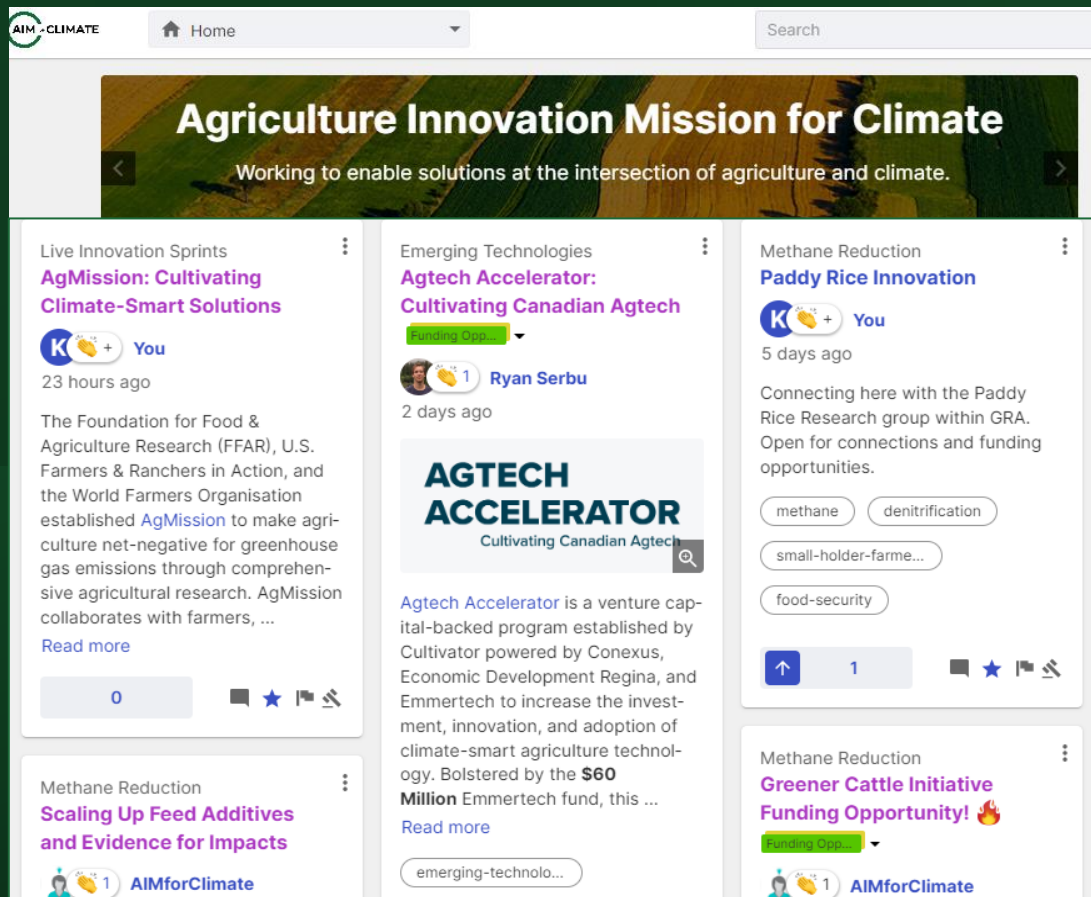 AIM CLIMATE
Home
Search
Agriculture Innovation Mission for Climate
Working to enable solutions at the intersection of agriculture and climate.
Live Innovation Sprints
AgMission: Cultivating
Climate-Smart Solutions
K
+
You
23 hours ago
The Foundation for Food &
Agriculture Research (FFAR), U.S.
Farmers & Ranchers in Action, and
the World Farmers Organisation
established AgMission to make agri-
culture net-negative for greenhouse
gas emissions through comprehen-
sive agricultural research. AgMission
collaborates with farmers, ...
Read more
0
Methane Reduction
Scaling Up Feed Additives
and Evidence for Impacts
1
AIMforClimate
Emerging Technologies
Agtech Accelerator:
Cultivating Canadian Agtech
Funding Opp...
1
Ryan Serbu
2 days ago
AGTECH
ACCELERATOR
Cultivating Canadian Agtech
Agtech Accelerator is a venture cap-
ital-backed program established by
Cultivator powered by Conexus,
Economic Development Regina, and
Emmertech to increase the invest-
ment, innovation, and adoption of
climate-smart agriculture technol-
ogy. Bolstered by the $60
Million Emmertech fund, this ...
Read more
emerging-technolo...
Methane Reduction
Paddy Rice Innovation
K
+
You
5 days ago
Connecting here with the Paddy
Rice Research group within GRA.
Open for connections and funding
opportunities.
methane
denitrification
small-holder-farme...
food-security
1
Methane Reduction
Greener Cattle Initiative
Funding Opportunity! 🔥
Funding Opp...
1
AIMforClimate